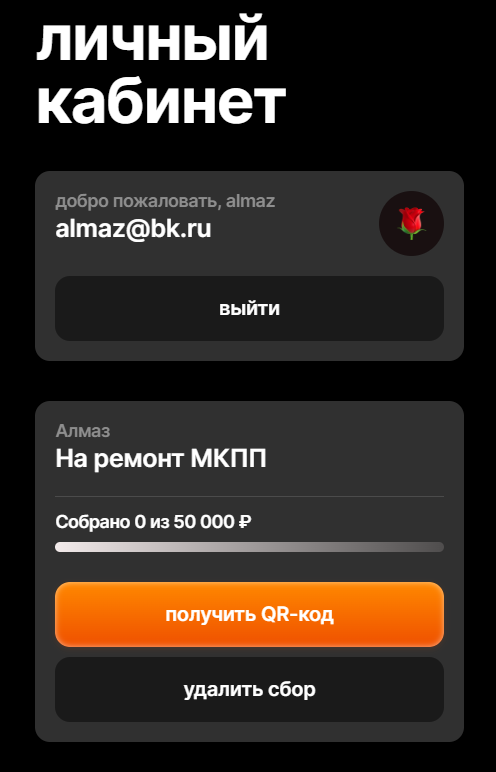 личный
кабинет
добро пожаловать, almaz
almaz@bk.ru
выйти
Алмаз
На ремонт МКПП
Собрано 0 из 50 000 ₽
получить QR-код
удалить сбор